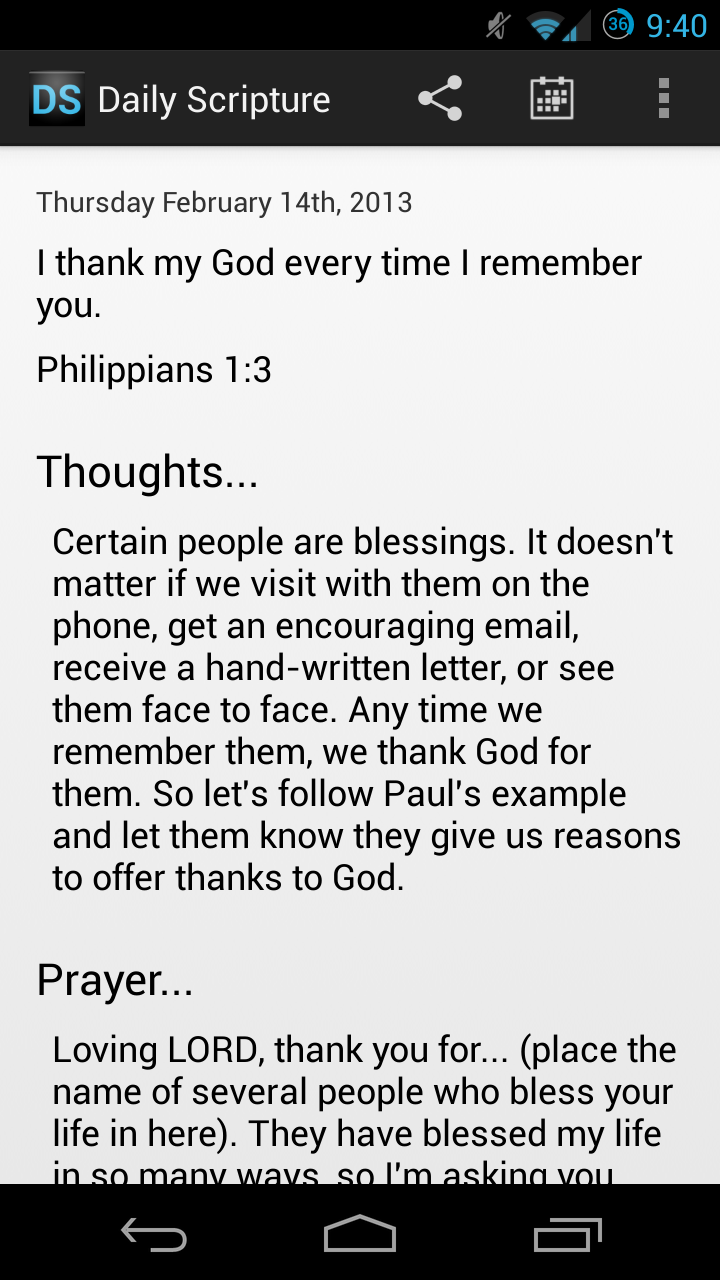 36 9:40
DS Daily Scripture
Thursday February 14th, 2013
I thank my God every time I remember
you.
Philippians 1:3
Thoughts...
Certain people are blessings. It doesn't
matter if we visit with them on the
phone, get an encouraging email,
receive a hand-written letter, or see
them face to face. Any time we
remember them, we thank God for
them. So let's follow Paul's example
and let them know they give us reasons
to offer thanks to God.
Prayer...
Loving LORD, thank you for... (place the
name of several people who bless your
life in here). They have blessed my life
in so many ways, so I'm asking you